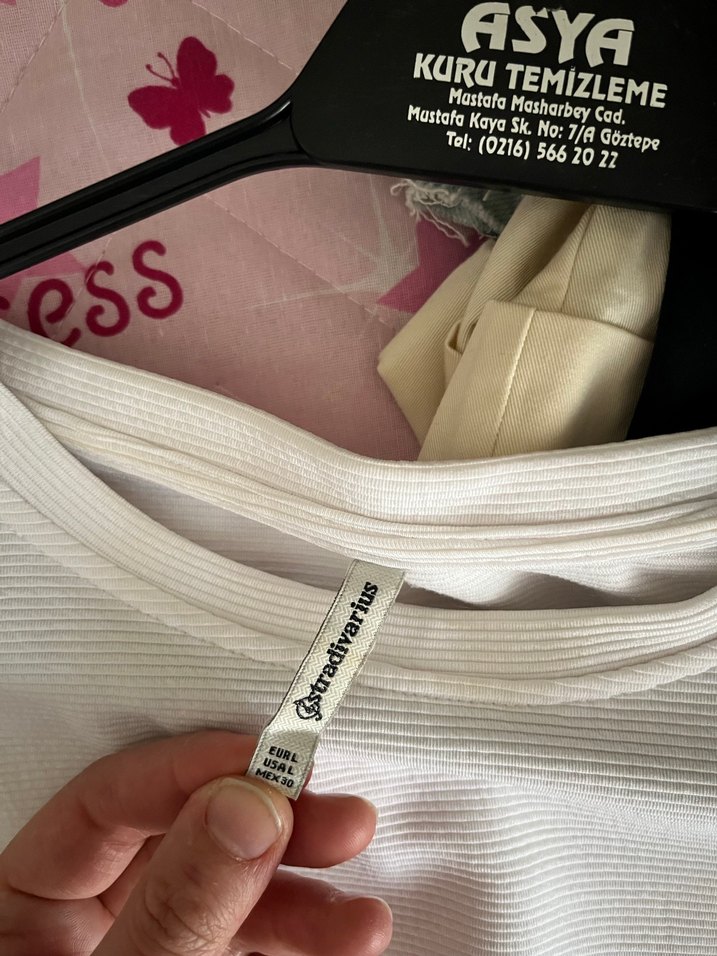 ASYA
KURU TEMİZLEME
Mustafa Masharbey Cad.
Mustafa Kaya Sk. No: 7/A Göztepe
Tel: (0216) 566 20 22
cess
stradivarius
EUR L
USA L
MEX 30